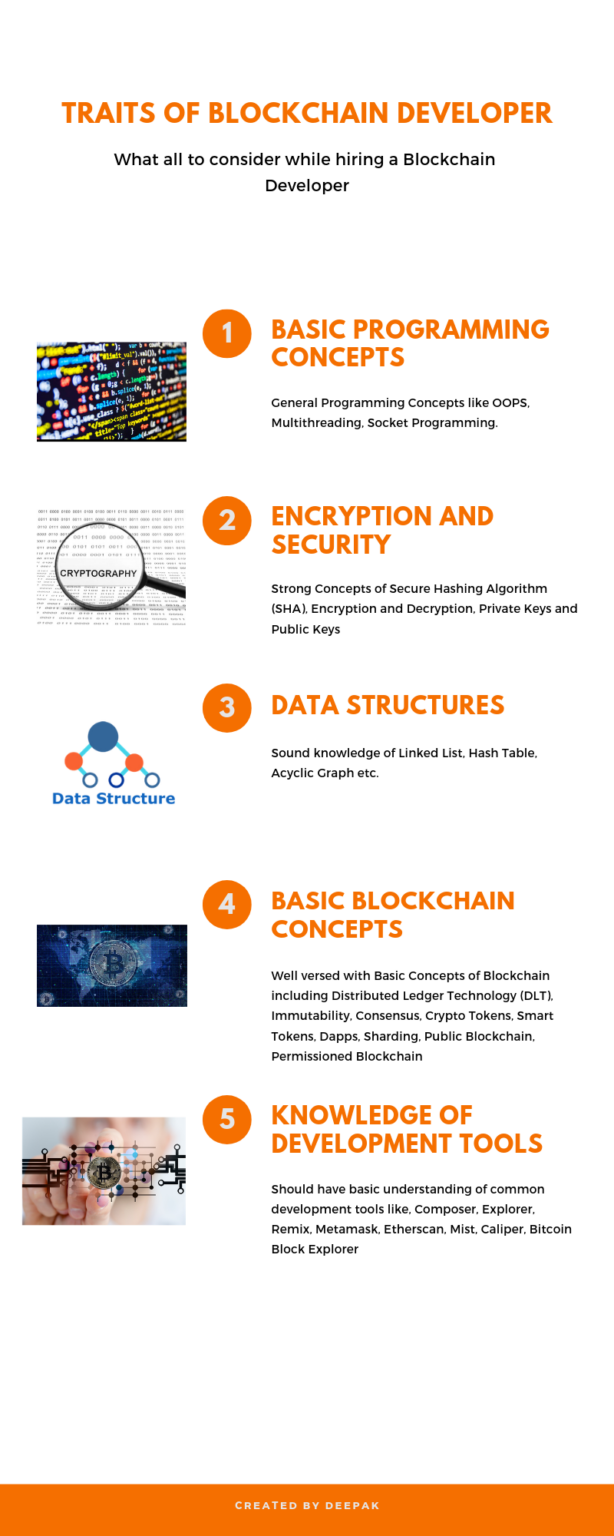 TRAITS OF BLOCKCHAIN DEVELOPER
What all to consider while hiring a Blockchain
Developer
1
BASIC PROGRAMMING
CONCEPTS
General Programming Concepts like OOPS,
Multithreading, Socket Programming.
2
ENCRYPTION AND
SECURITY
CRYPTOGRAPHY
Strong Concepts of Secure Hashing Algorithm
(SHA), Encryption and Decryption, Private Keys and
Public Keys
3
DATA STRUCTURES
Sound knowledge of Linked List, Hash Table,
Acyclic Graph etc.
Data Structure
4
BASIC BLOCKCHAIN
CONCEPTS
Well versed with Basic Concepts of Blockchain
including Distributed Ledger Technology (DLT),
Immutability, Consensus, Crypto Tokens, Smart
Tokens, Dapps, Sharding, Public Blockchain,
Permissioned Blockchain
5
KNOWLEDGE OF
DEVELOPMENT TOOLS
Should have basic understanding of common
development tools like, Composer, Explorer,
Remix, Metamask, Etherscan, Mist, Caliper, Bitcoin
Block Explorer
CREATED BY DEEPAK